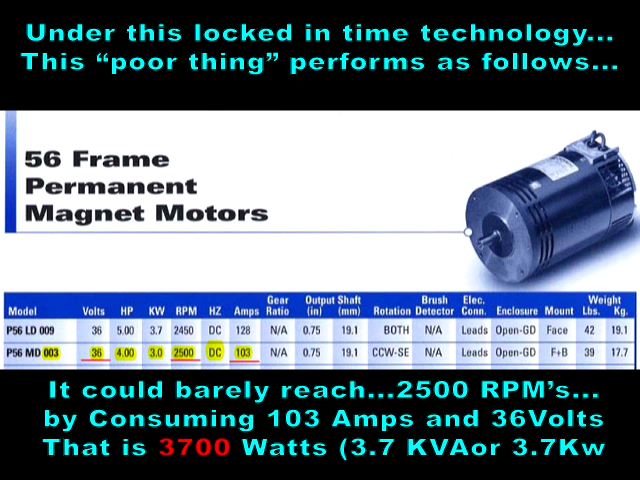 Under this locked in time technology...
This “poor thing” performs as follows...
56 Frame
Permanent
Magnet Motors
Model Volts HP KW RPM HZ Amps Gear Ratio Output Shaft (in) (mm) Rotation Brush Detector Elec. Conn. Enclosure Mount Weight Lbs. Kg.
P56 LD 009 36 5.00 3.7 2450 DC 128 N/A 0.75 19.1 BOTH N/A Leads Open-GD Face 42 19.1
P56 MD 003 36 4.00 3.0 2500 DC 103 N/A 0.75 19.1 CCW-SE N/A Leads Open-GD F+B 39 17.7
It could barely reach...2500 RPM’s...
by Consuming 103 Amps and 36Volts
That is 3700 Watts (3.7 KVAor 3.7Kw